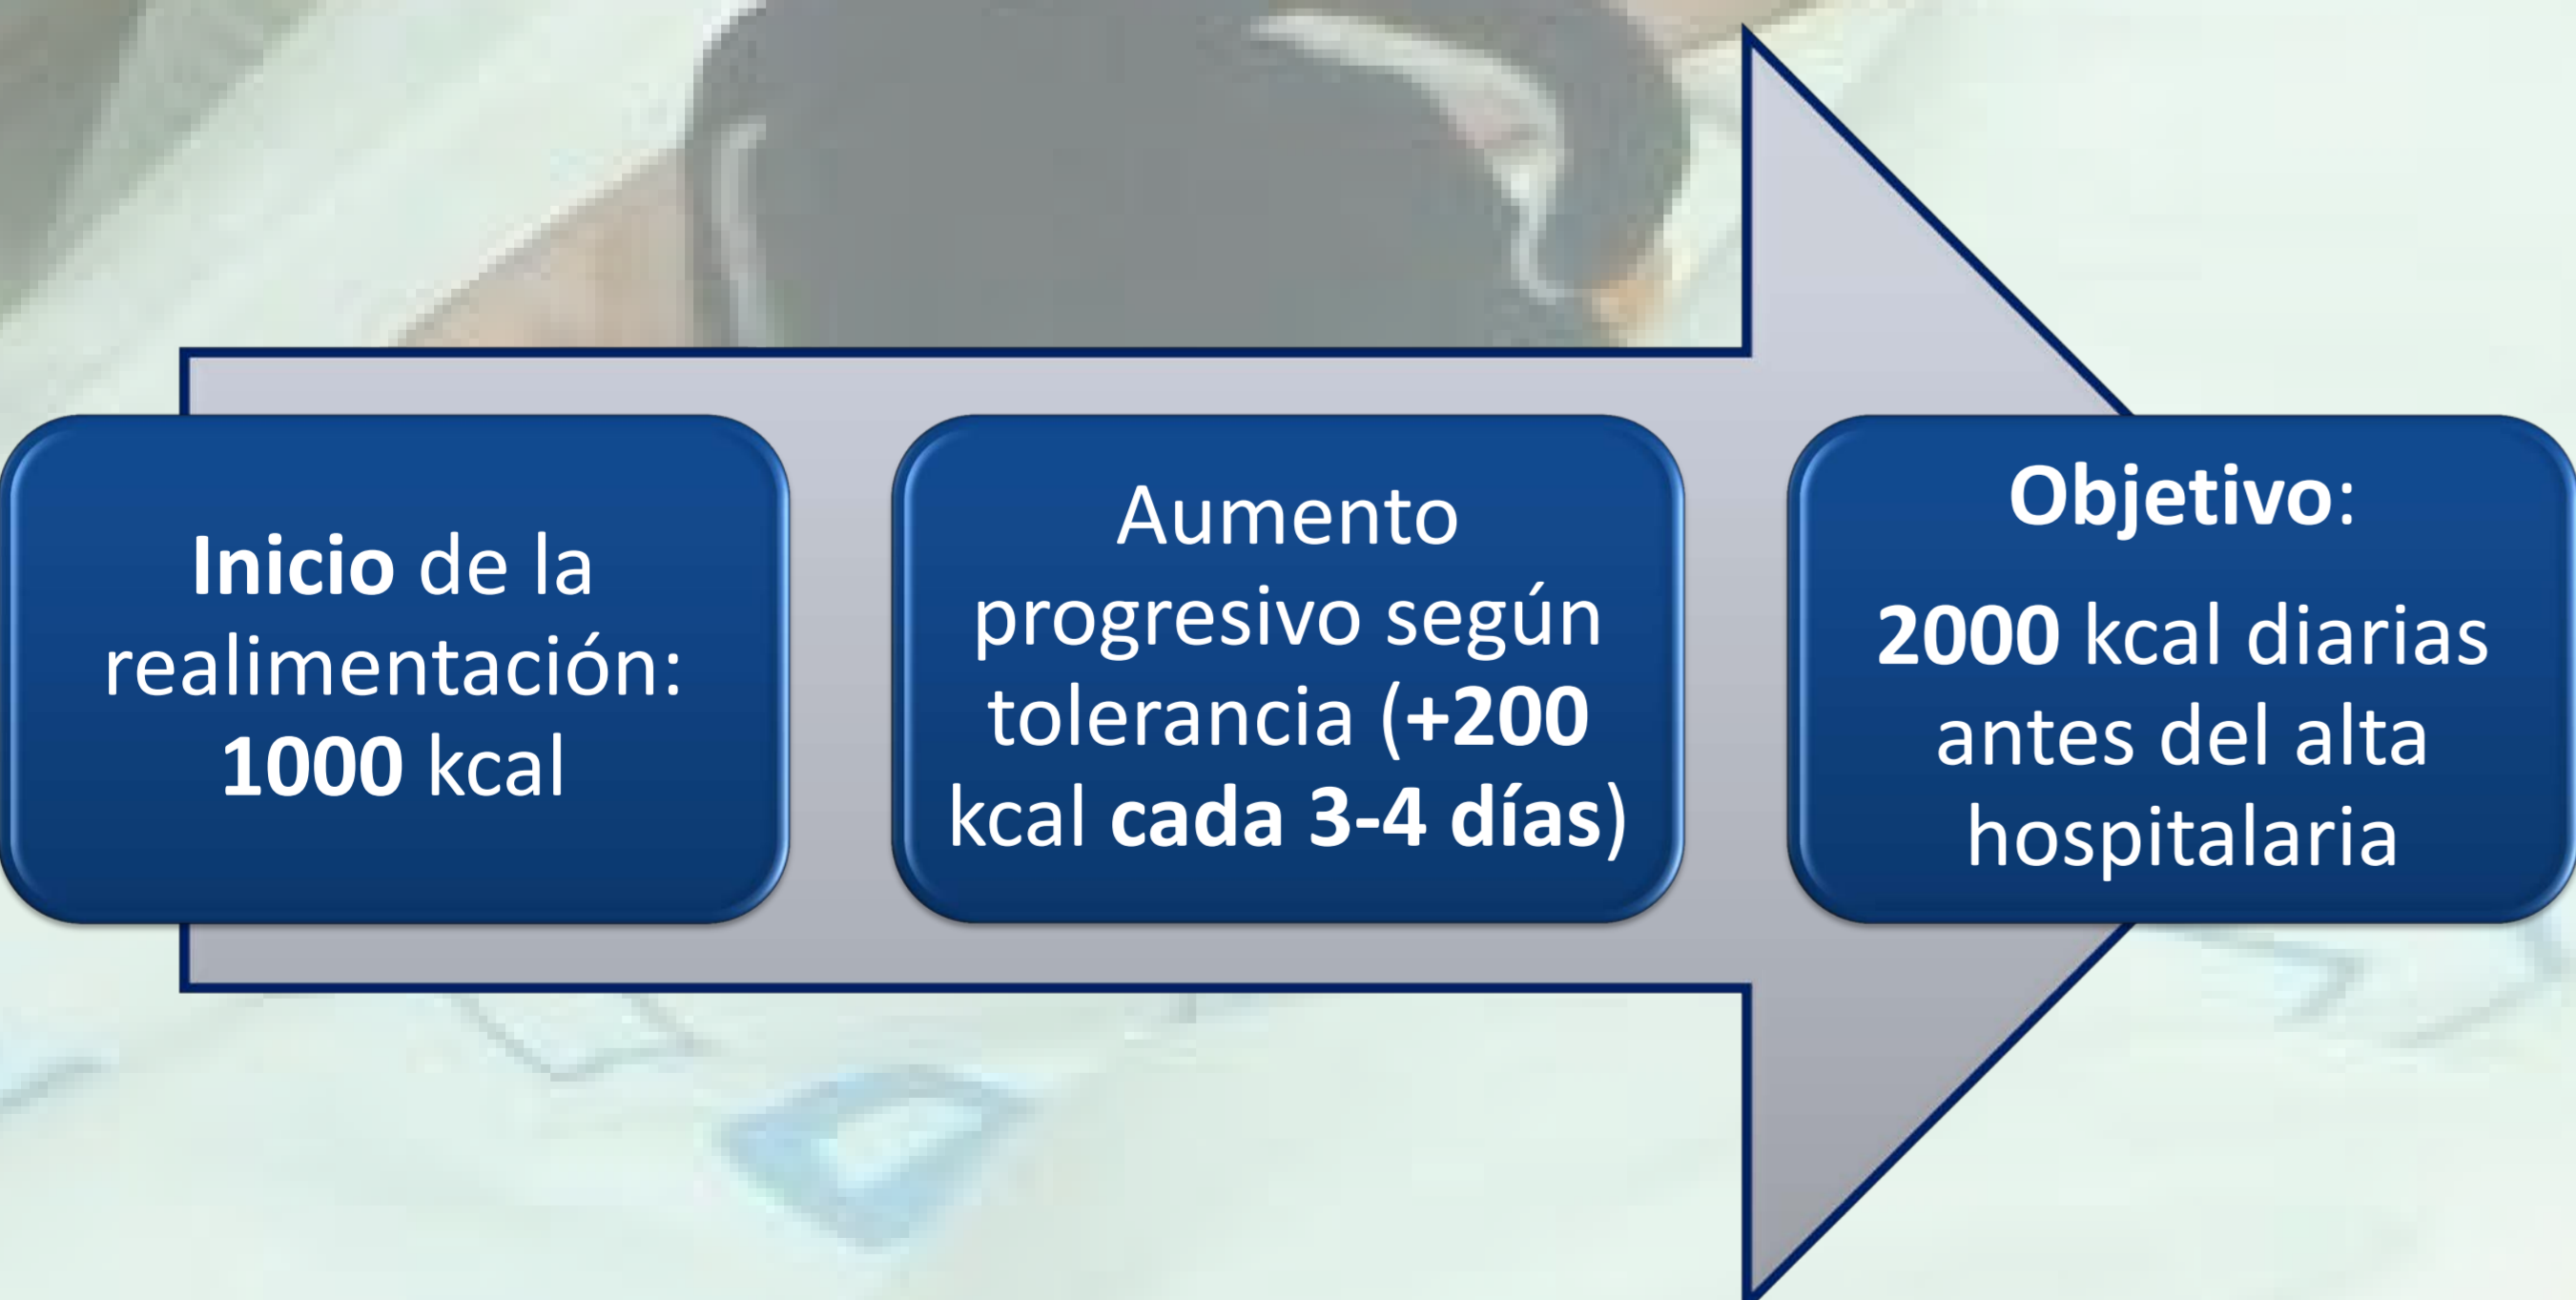 Inicio de la
realimentación:
1000 kcal
Aumento
progresivo según
tolerancia (+200
kcal cada 3-4 días)
Objetivo:
2000 kcal diarias
antes del alta
hospitalaria